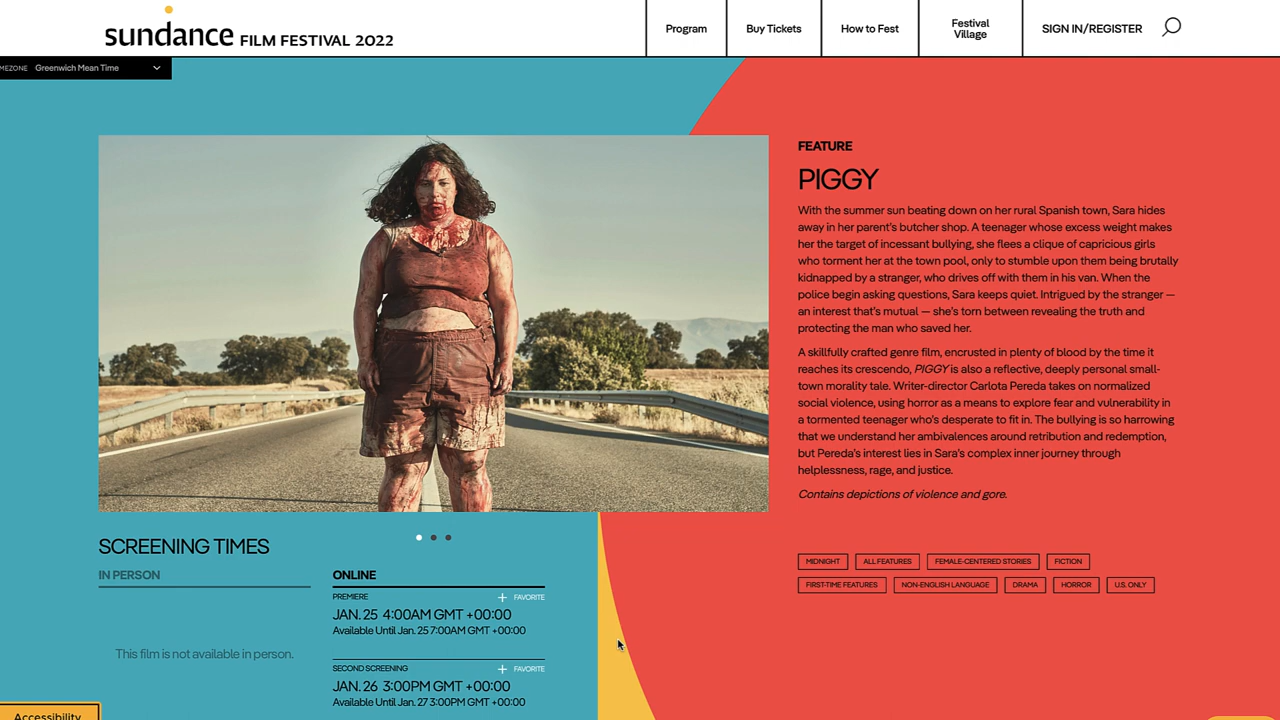 sundance FILM FESTIVAL 2022
Program
Buy Tickets
How to Fest
Festival
Village
SIGN IN/REGISTER
MEZONE Greenwich Mean Time
FEATURE
PIGGY
With the summer sun beating down on her rural Spanish town, Sara hides
away in her parent's butcher shop. A teenager whose excess weight makes
her the target of incessant bullying, she flees a clique of capricious girls
who torment her at the town pool, only to stumble upon them being brutally
kidnapped by a stranger, who drives off with them in his van. When the
police begin asking questions, Sara keeps quiet. Intrigued by the stranger —
an interest that's mutual — she's torn between revealing the truth and
protecting the man who saved her.
A skillfully crafted genre film, encrusted in plenty of blood by the time it
reaches its crescendo, PIGGY is also a reflective, deeply personal small-
town morality tale. Writer-director Carlota Pereda takes on normalized
social violence, using horror as a means to explore fear and vulnerability in
a tormented teenager who's desperate to fit in. The bullying is so harrowing
that we understand her ambivalences around retribution and redemption,
but Pereda's interest lies in Sara's complex inner journey through
helplessness, rage, and justice.
Contains depictions of violence and gore.
MIDNIGHT
ALL FEATURES
FEMALE-CENTERED STORIES
FICTION
FIRST-TIME FEATURES
NON-ENGLISH LANGUAGE
DRAMA
HORROR
U.S. ONLY
SCREENING TIMES
IN PERSON
This film is not available in person.
ONLINE
PREMIERE
FAVORITE
JAN. 25 4:00AM GMT +00:00
Available Until Jan. 25 7:00AM GMT +00:00
SECOND SCREENING
FAVORITE
JAN. 26 3:00PM GMT +00:00
Available Until Jan. 27 3:00PM GMT +00:00
Accessibility